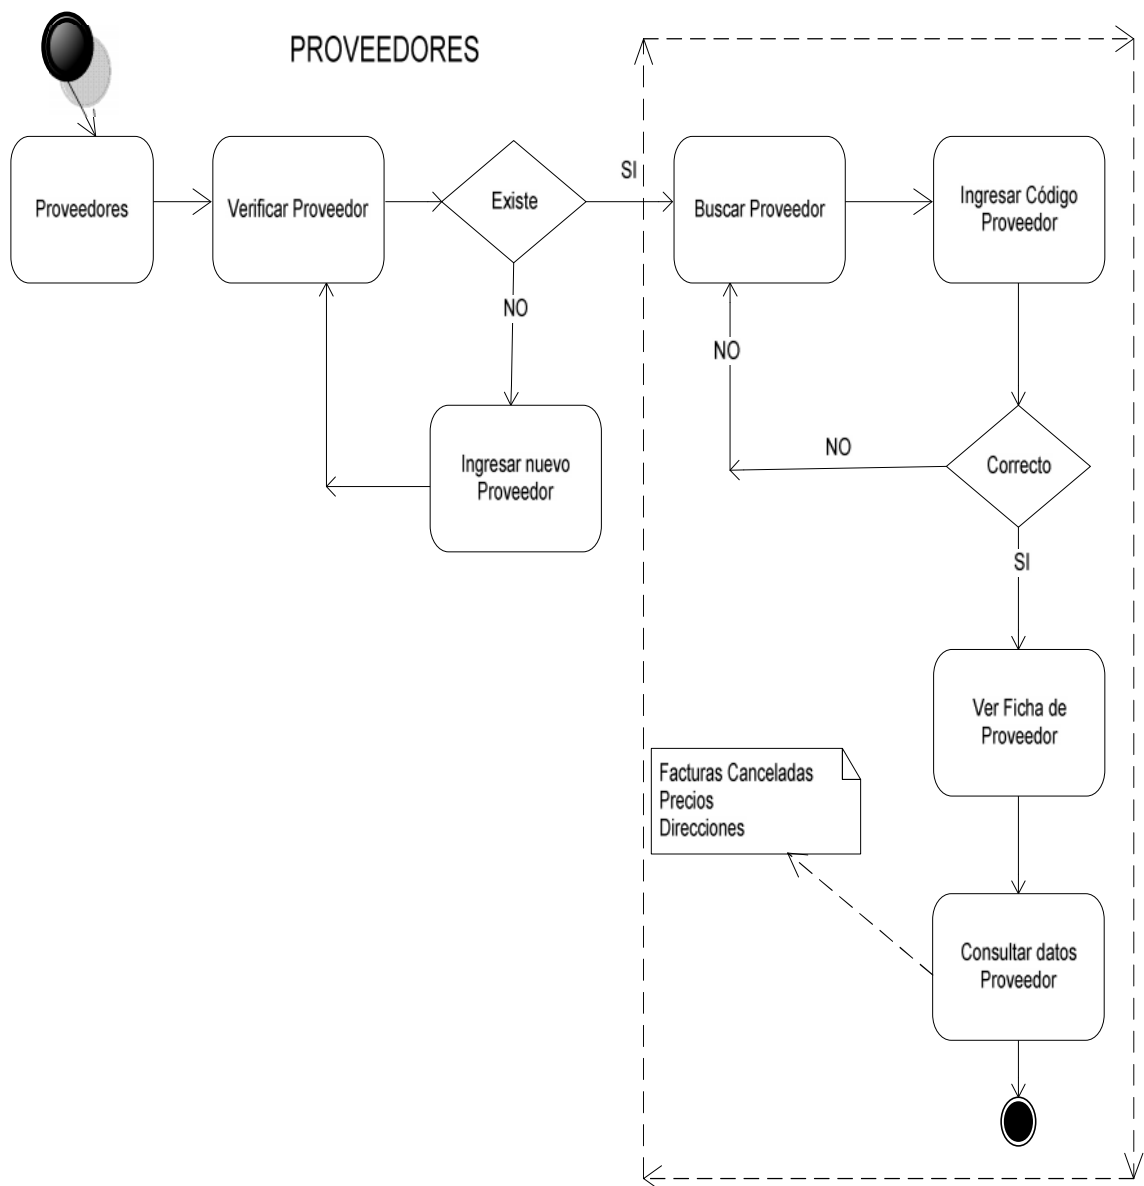 PROVEEDORES
Proveedores
Verificar Proveedor
Existe
SI
Buscar Proveedor
Ingresar Código
Proveedor
NO
NO
Ingresar nuevo
Proveedor
NO
Correcto
SI
Ver Ficha de
Proveedor
Facturas Canceladas
Precios
Direcciones
Consultar datos
Proveedor